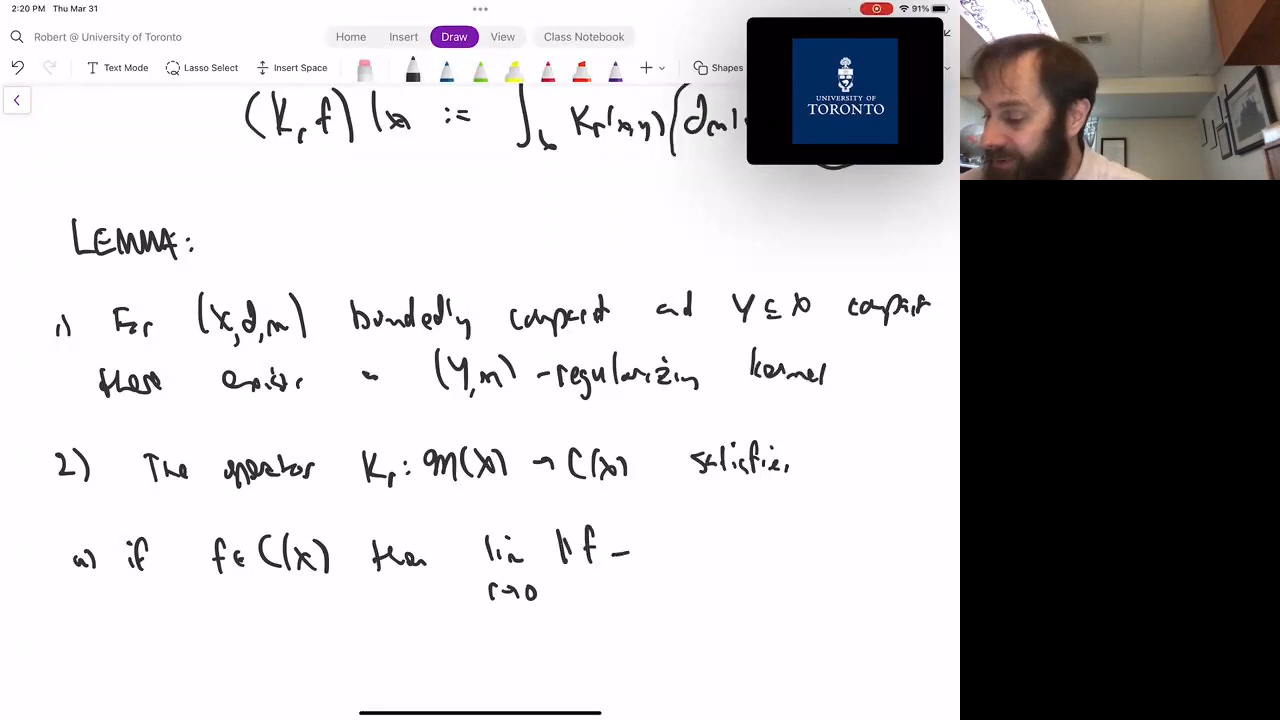 2:20 PM Thu Mar 31
91%
Robert @ University of Toronto
Home Insert Draw View Class Notebook
Text Mode Lasso Select Insert Space Shapes
UNIVERSITY OF
TORONTO
(K_r f)(x) := ∫_X K_r(x,y)
LEMMA:
1) For (X,d,m) boundedly compact and Y ⊆ X compact
there exists a (Y,m)-regularizing kernel
2) The operator K_r : M(X) → C(X) satisfies
a) if f ∈ C(X) then lim ‖f –
r→0